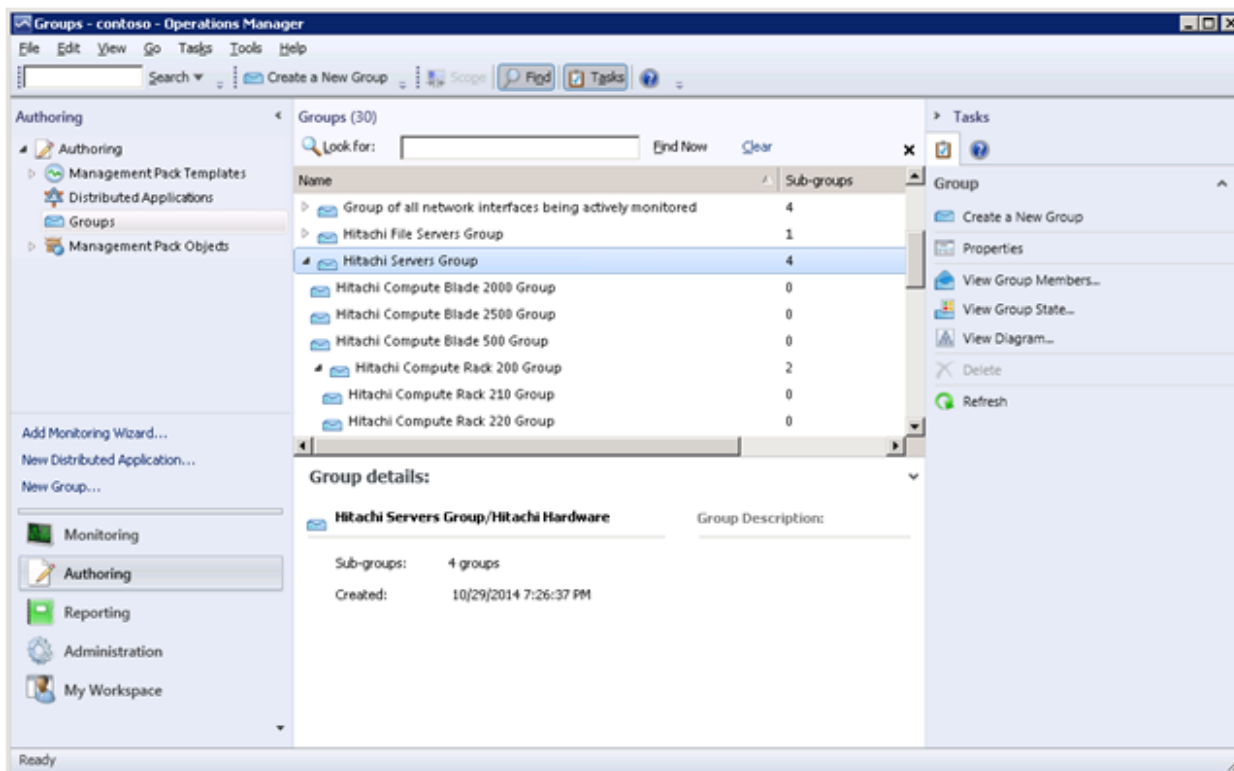 Groups - contoso - Operations Manager
File Edit View Go Tasks Tools Help
Search Create a New Group Scope Find Tasks
Authoring
Authoring
Management Pack Templates
Distributed Applications
Groups
Management Pack Objects
Add Monitoring Wizard...
New Distributed Application...
New Group...
Monitoring
Authoring
Reporting
Administration
My Workspace
Groups (30)
Look for: Find Now Clear
Name Sub-groups
Group of all network interfaces being actively monitored 4
Hitachi File Servers Group 1
Hitachi Servers Group 4
Hitachi Compute Blade 2000 Group 0
Hitachi Compute Blade 2500 Group 0
Hitachi Compute Blade 500 Group 0
Hitachi Compute Rack 200 Group 2
Hitachi Compute Rack 210 Group 0
Hitachi Compute Rack 220 Group 0
Group details:
Hitachi Servers Group/Hitachi Hardware Group Description:
Sub-groups: 4 groups
Created: 10/29/2014 7:26:37 PM
Tasks
Group
Create a New Group
Properties
View Group Members...
View Group State...
View Diagram...
Delete
Refresh
Ready